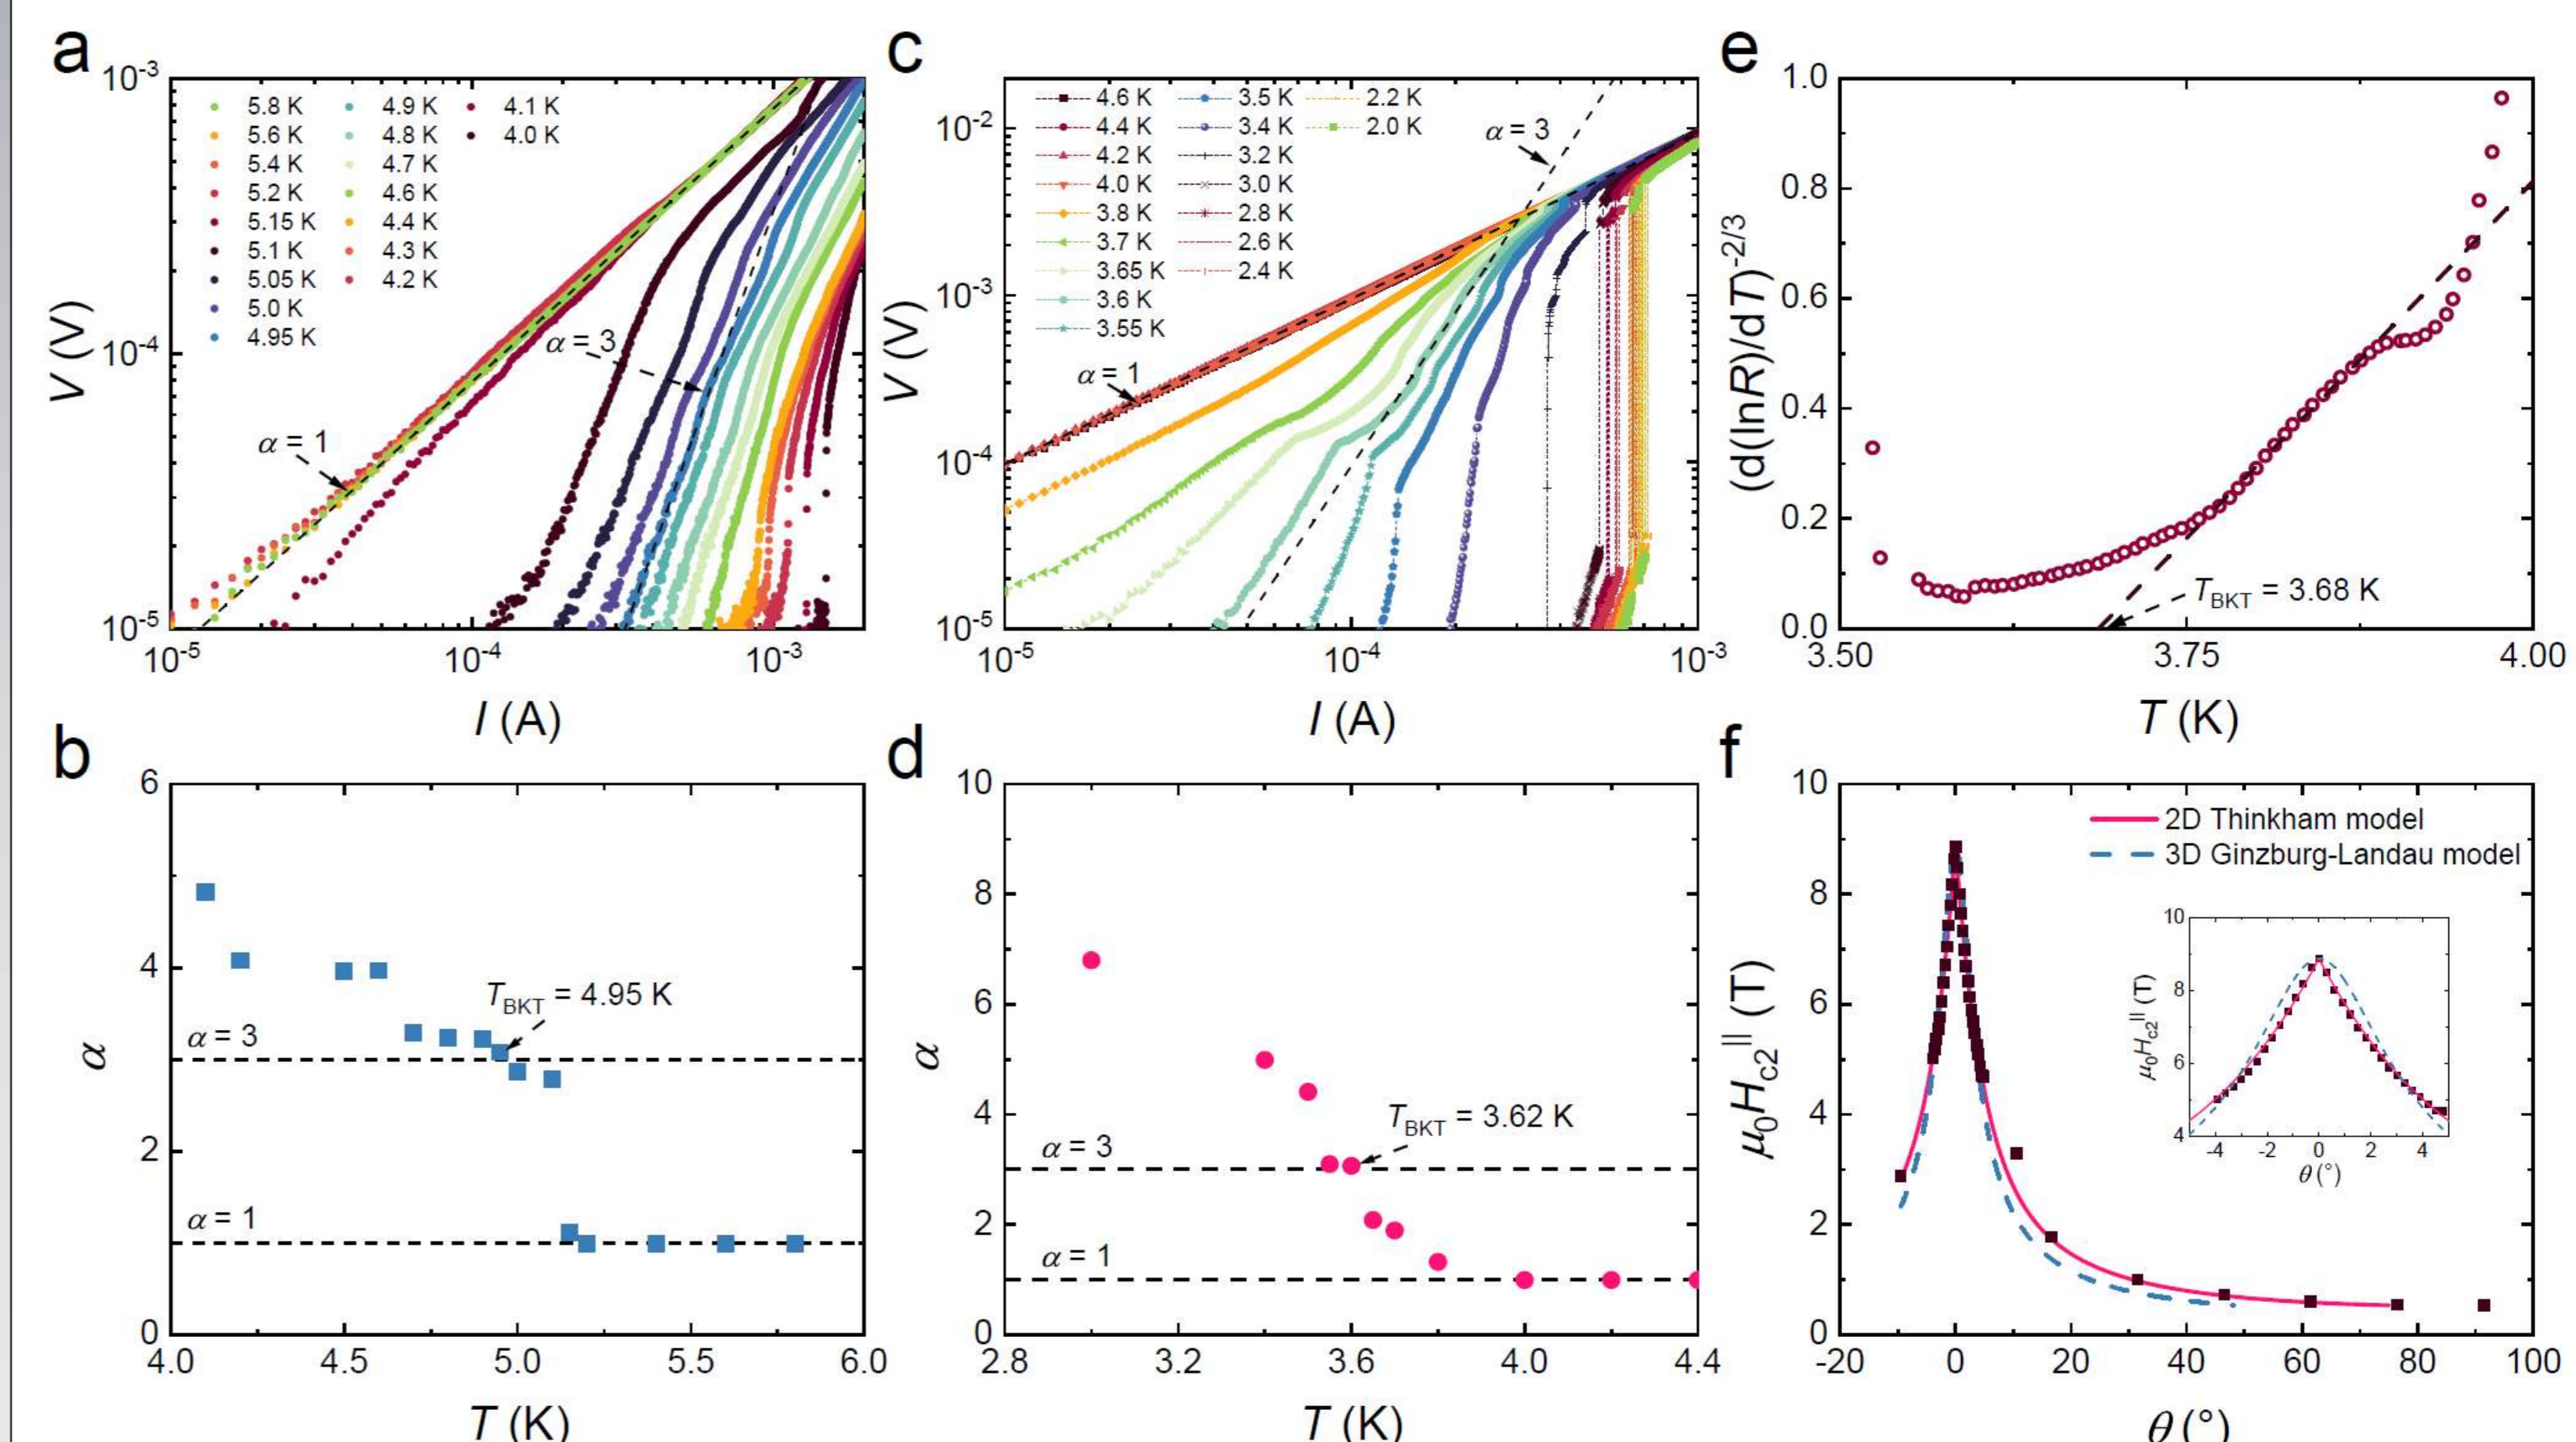 a
10⁻³
10⁻⁴
10⁻⁵
V (V)
5.8 K
5.6 K
5.4 K
5.2 K
5.15 K
5.1 K
5.05 K
5.0 K
4.95 K
4.9 K
4.8 K
4.7 K
4.6 K
4.4 K
4.3 K
4.2 K
4.1 K
4.0 K
α = 3
α = 1
10⁻⁵ 10⁻⁴ 10⁻³
I (A)
c
10⁻²
10⁻³
10⁻⁴
10⁻⁵
V (V)
4.6 K
4.4 K
4.2 K
4.0 K
3.8 K
3.7 K
3.65 K
3.6 K
3.55 K
3.5 K
3.4 K
3.2 K
3.0 K
2.8 K
2.6 K
2.4 K
2.2 K
2.0 K
α = 3
α = 1
10⁻⁵ 10⁻⁴ 10⁻³
I (A)
e
1.0
0.8
0.6
0.4
0.2
0.0
(d(lnR)/dT)⁻²ᐟ³
T_BKT = 3.68 K
3.50 3.75 4.00
T (K)
b
6
4
2
0
α
T_BKT = 4.95 K
α = 3
α = 1
4.0 4.5 5.0 5.5 6.0
T (K)
d
10
8
6
4
2
0
α
T_BKT = 3.62 K
α = 3
α = 1
2.8 3.2 3.6 4.0 4.4
T (K)
f
10
8
6
4
2
0
μ₀H_c2^|| (T)
2D Thinkham model
3D Ginzburg-Landau model
10
8
6
4
μ₀H_c2^|| (T)
-4 -2 0 2 4
θ (°)
-20 0 20 40 60 80 100
θ (°)